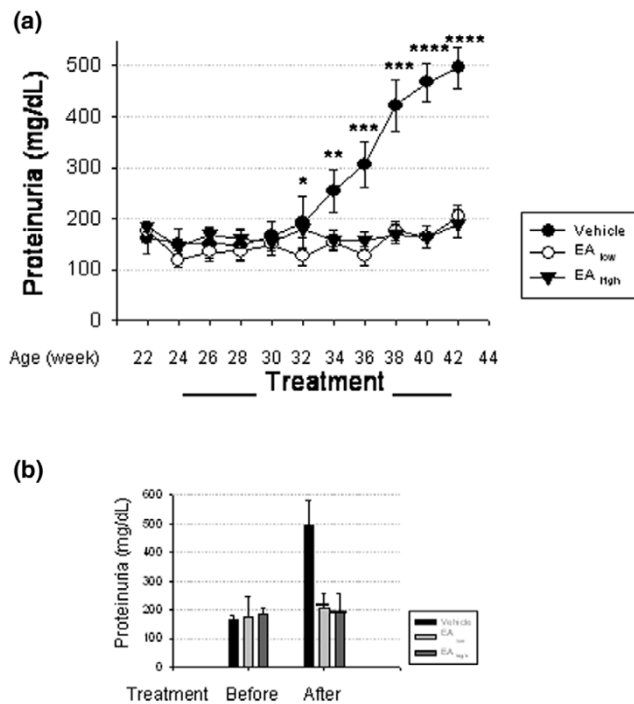 (a)
Proteinuria (mg/dL)
500
400
300
200
100
0
* ** *** *** **** ****
Vehicle
EA low
EA High
Age (week) 22 24 26 28 30 32 34 36 38 40 42 44
Treatment
(b)
Proteinuria (mg/dL)
600
500
400
300
200
100
0
Vehicle
EA low
EA High
Treatment Before After